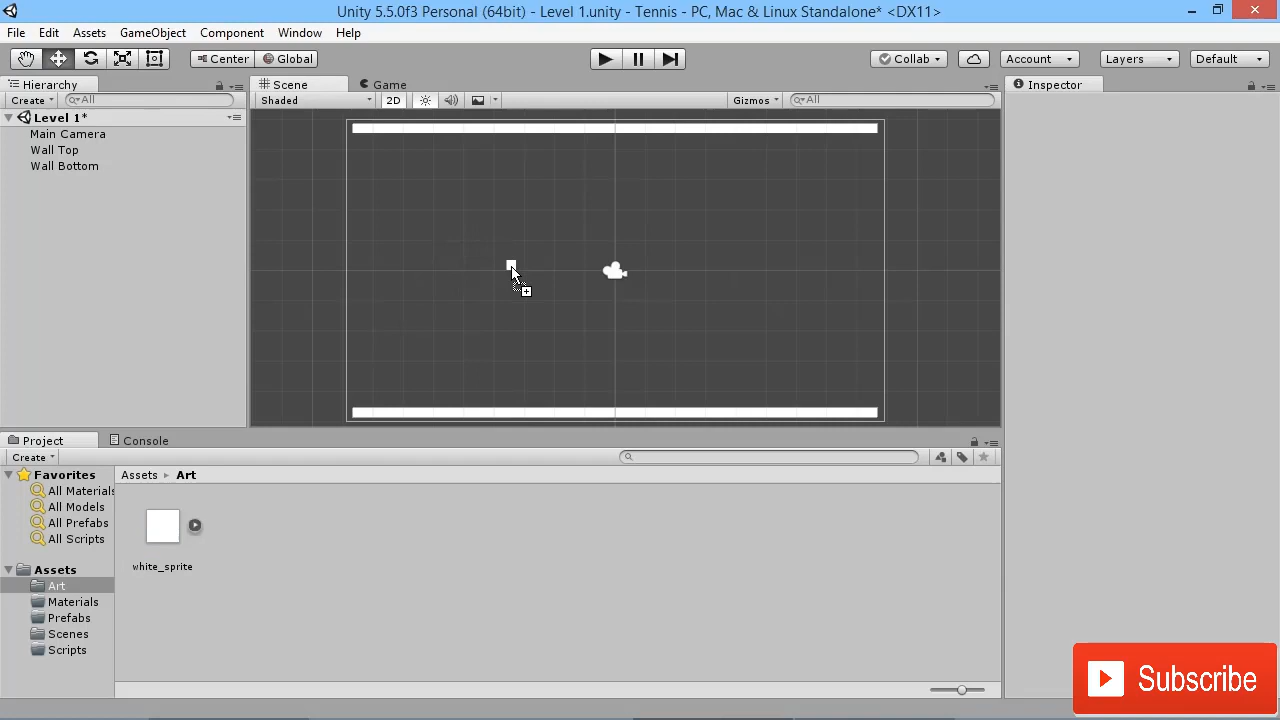 Unity 5.5.0f3 Personal (64bit) - Level 1.unity - Tennis - PC, Mac & Linux Standalone* <DX11>
File Edit Assets GameObject Component Window Help
Center Global Collab Account Layers Default
Hierarchy Scene Game Inspector
Create All Shaded 2D Gizmos All
Level 1*
Main Camera
Wall Top
Wall Bottom
Project Console
Create
Favorites Assets Art
All Materials
All Models
All Prefabs
All Scripts
white_sprite
Assets
Art
Materials
Prefabs
Scenes
Scripts
Subscribe